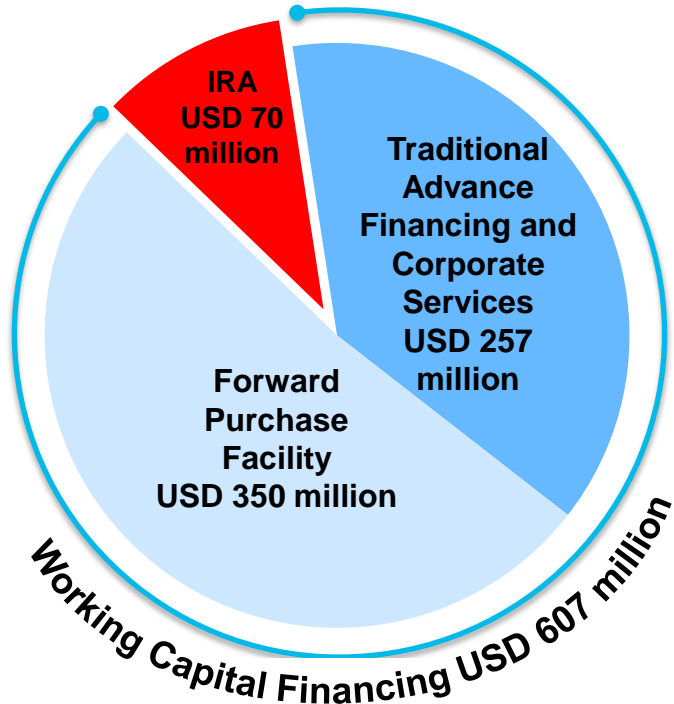 IRA
USD 70
million
Traditional
Advance
Financing and
Corporate
Services
USD 257
million
Forward
Purchase
Facility
USD 350 million
Working Capital Financing USD 607 million